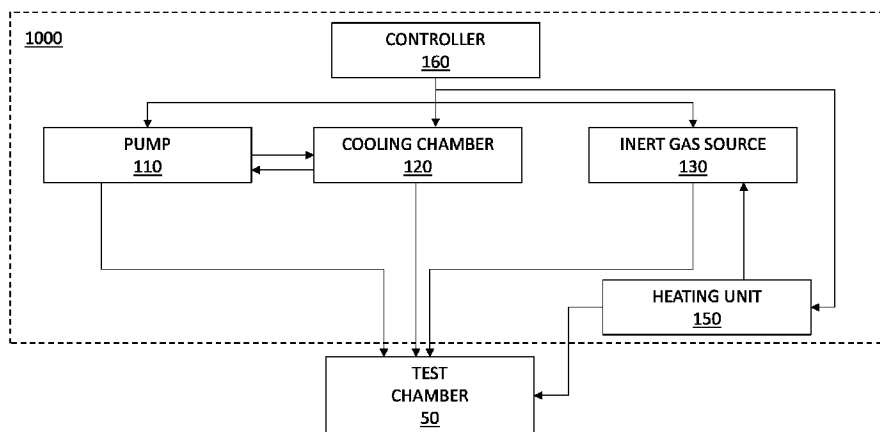 1000
CONTROLLER
160
PUMP
110
COOLING CHAMBER
120
INERT GAS SOURCE
130
HEATING UNIT
150
TEST
CHAMBER
50